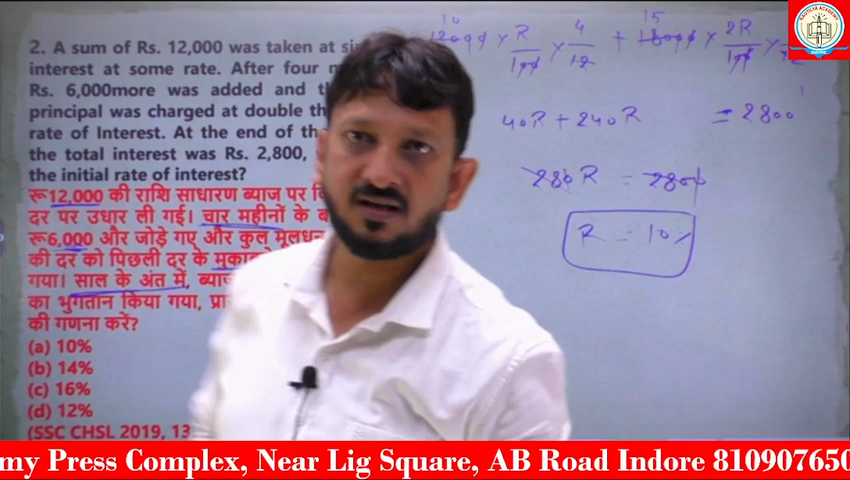 2. A sum of Rs. 12,000 was taken at
interest at some rate. After four
Rs. 6,000more was added and
principal was charged at double
rate of Interest. At the end of the
the total interest was Rs. 2,800,
the initial rate of interest?
रू12,000 की राशि साधारण ब्याज पर
दर पर उधार ली गई। चार महीनों के
रू6,000 और जोड़े गए और कुल
की दर को पिछली दर के
गया। साल के अंत में,
का भुगतान किया गया,
की गणना करें?
(a) 10%
(b) 14%
(c) 16%
(d) 12%
(SSC CHSL 2019, 13
10 15
12000 × R/100 × 4/12 + 18000 × 2R/100 ×
40R + 240R = 2800
280R = 2800
R = 10%
KAUTILYA ACADEMY
my Press Complex, Near Lig Square, AB Road Indore 810907650